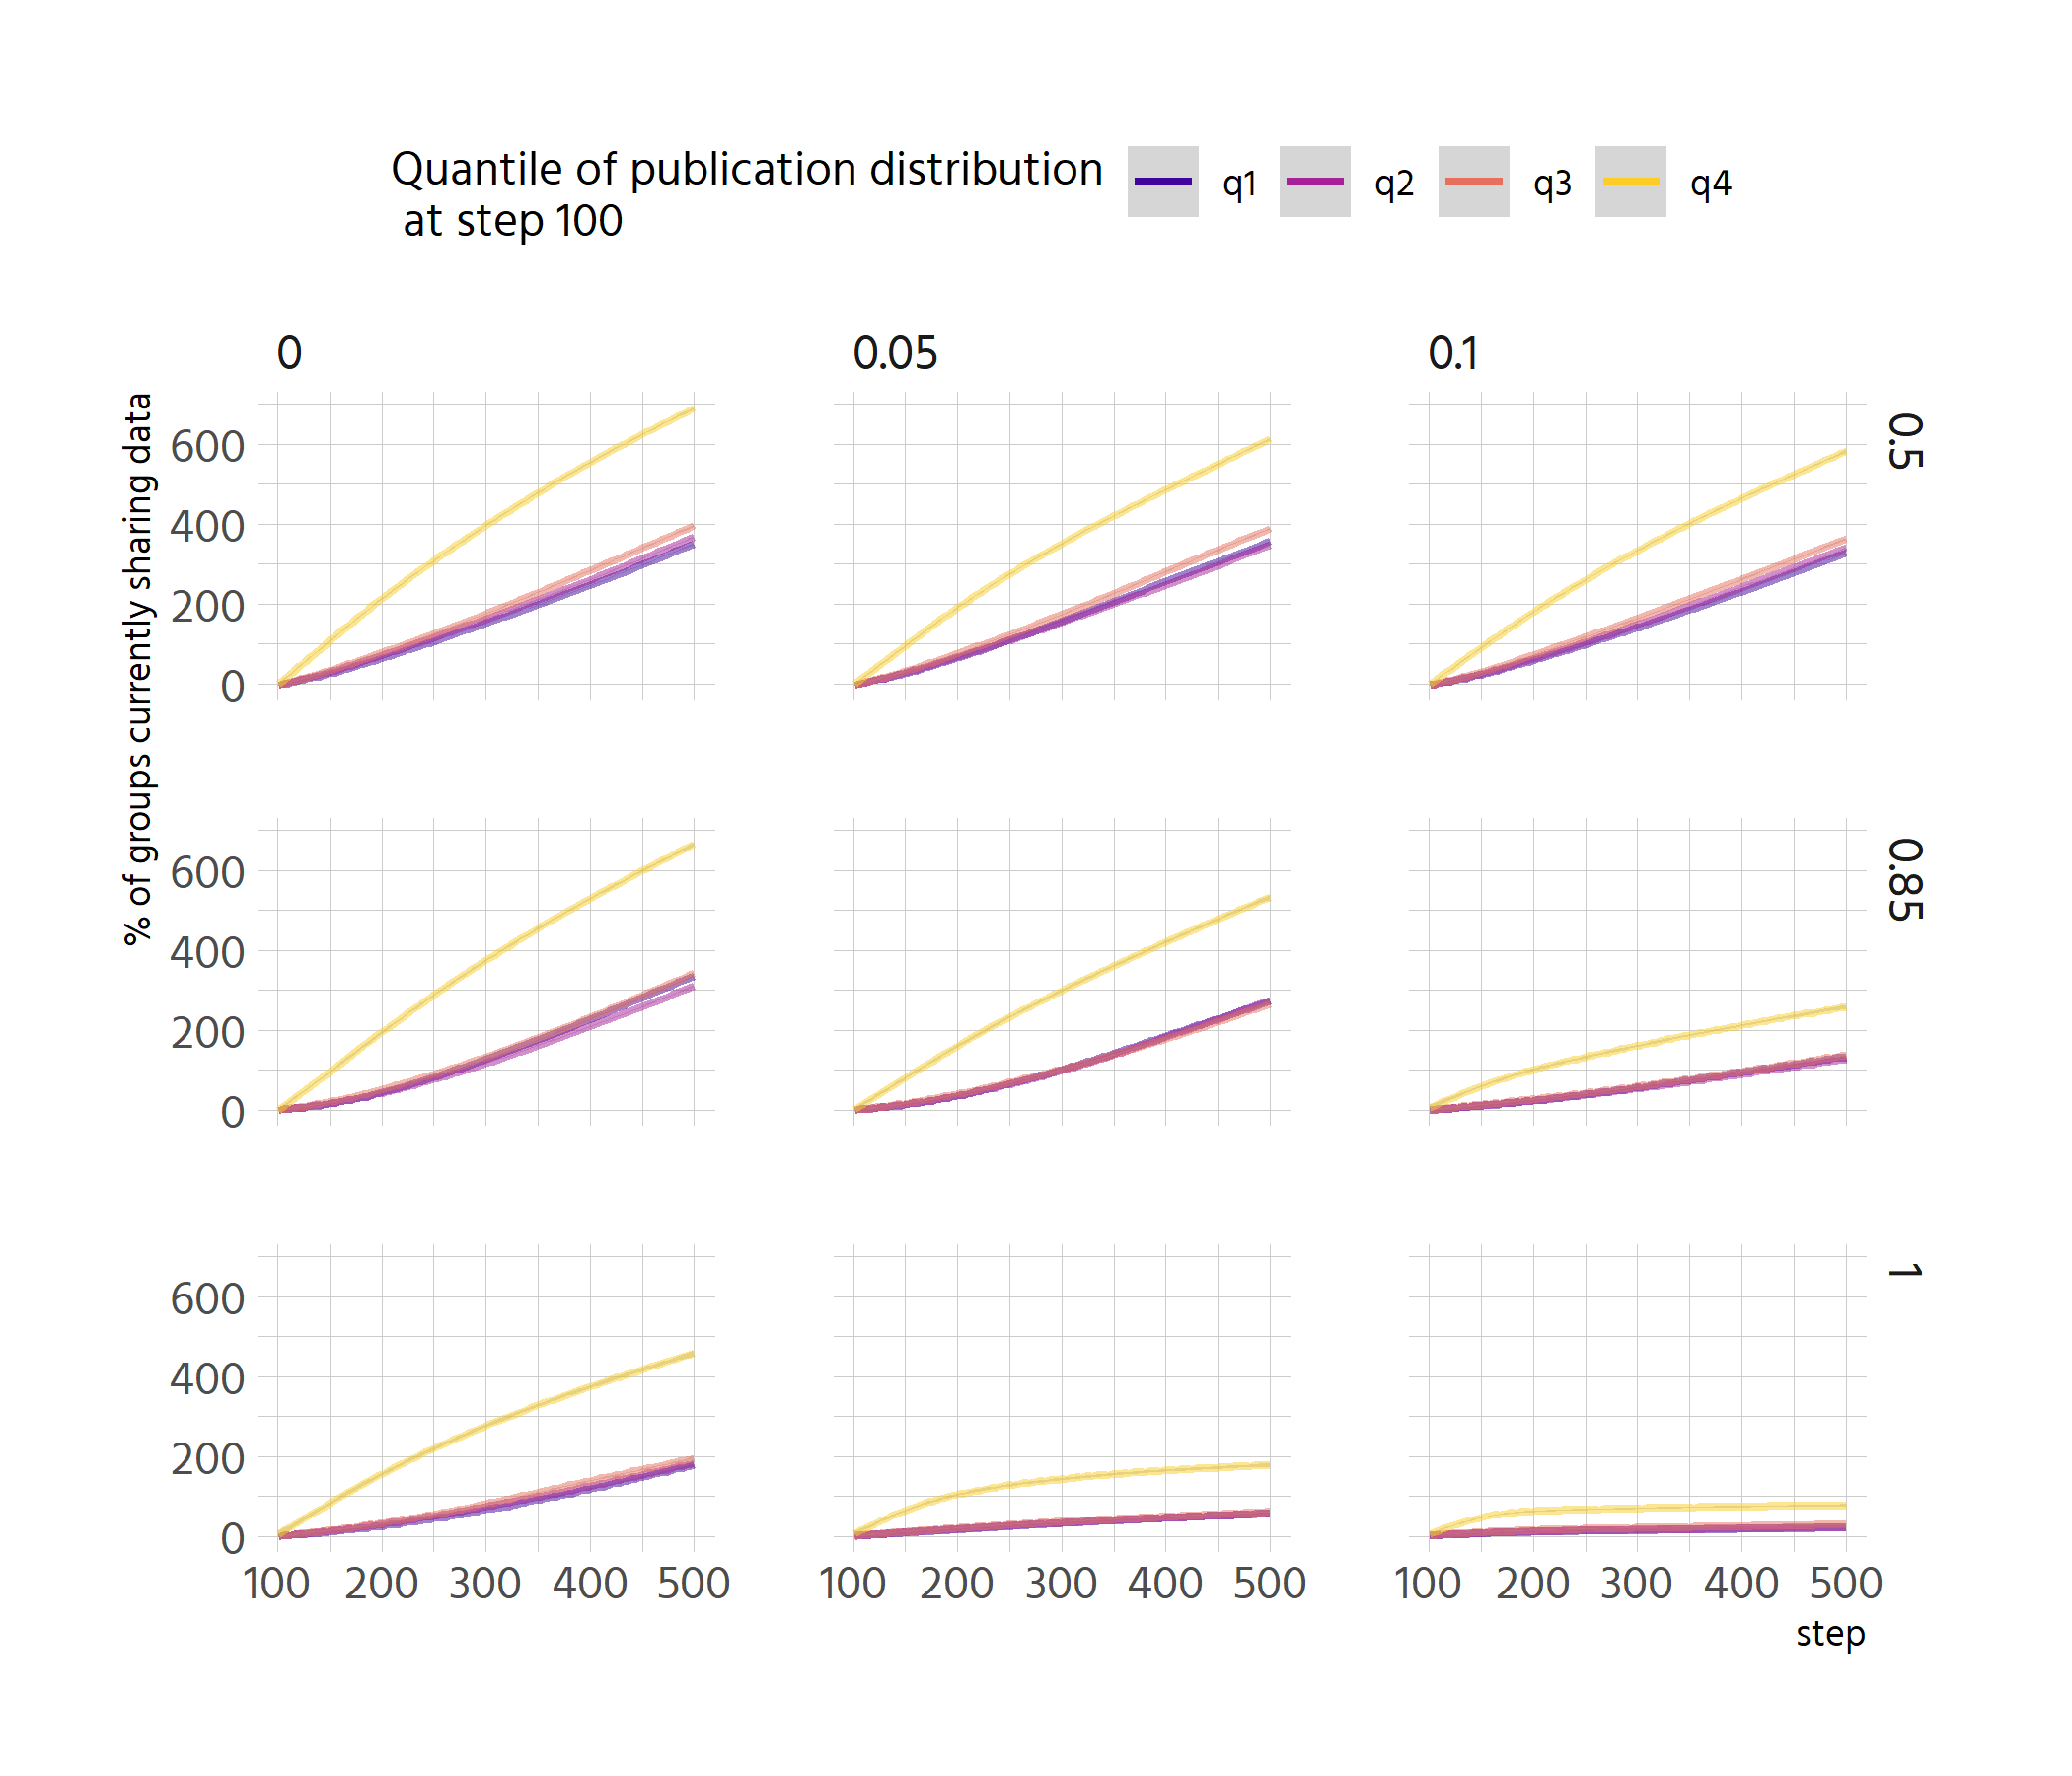 Quantile of publication distribution
at step 100
q1 q2 q3 q4
0 0.05 0.1
% of groups currently sharing data
600
400
200
0
0.5
600
400
200
0
0.85
600
400
200
0
1
100 200 300 400 500 100 200 300 400 500 100 200 300 400 500
step